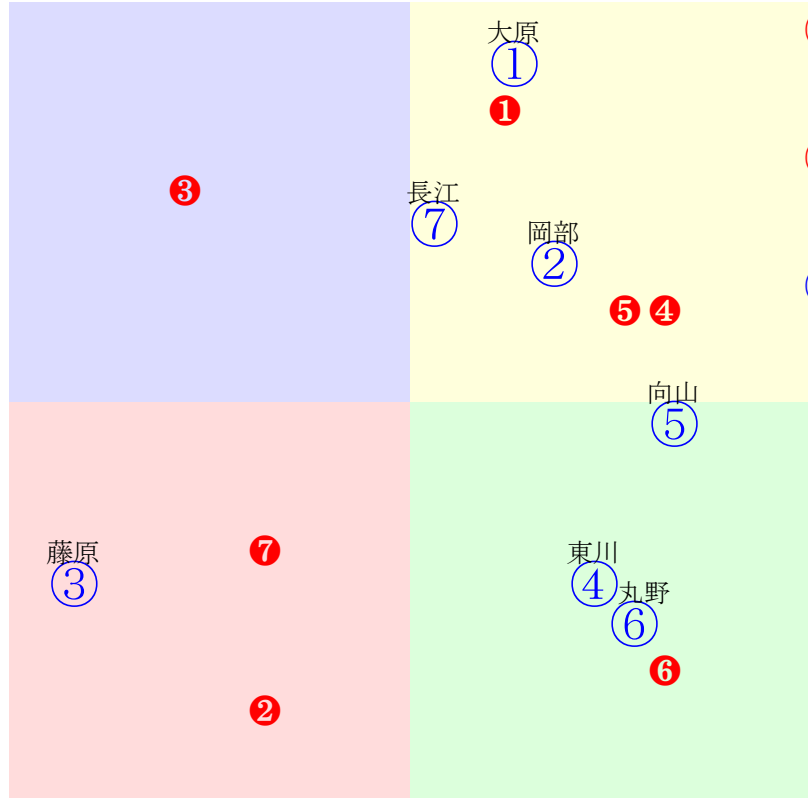 大原
①
❶
❸
長江
⑦
岡部
②
❺ ❹
向山
⑤
藤原
③
❼
東川
④
丸野
⑥
❻
❷